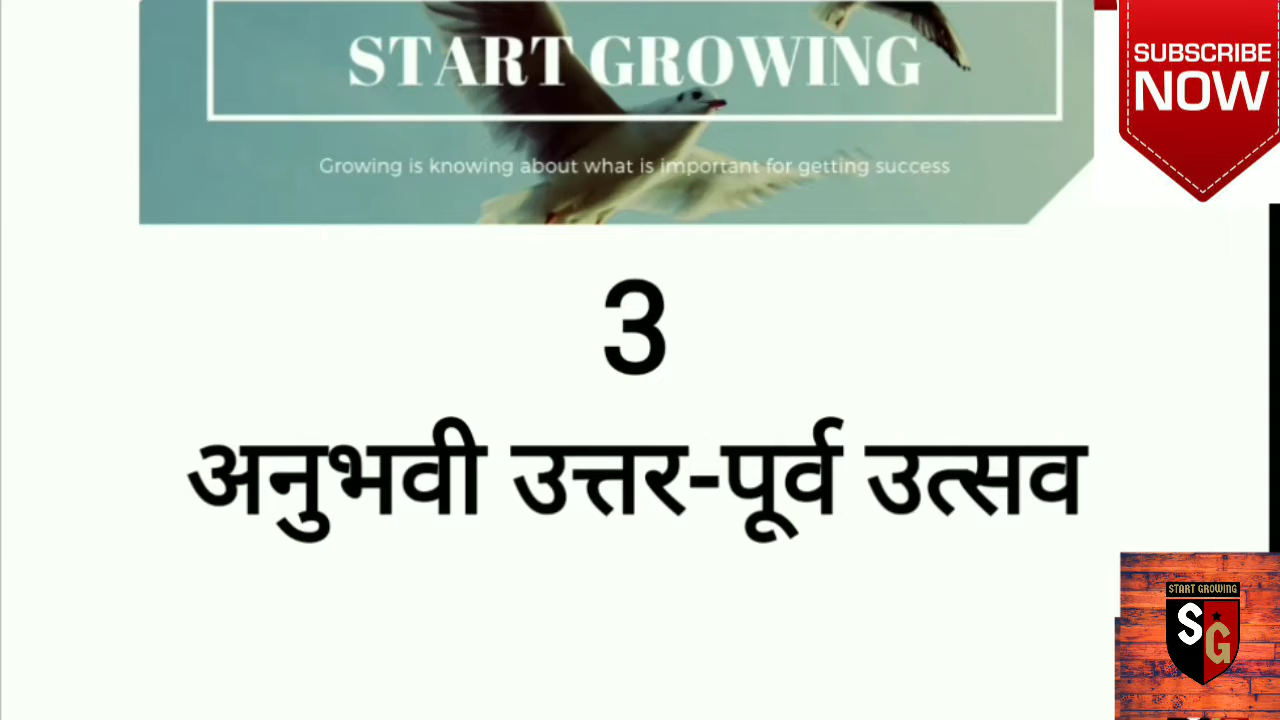 START GROWING
Growing is knowing about what is important for getting success
SUBSCRIBE
NOW
3
अनुभवी उत्तर-पूर्व उत्सव
START GROWING
SG